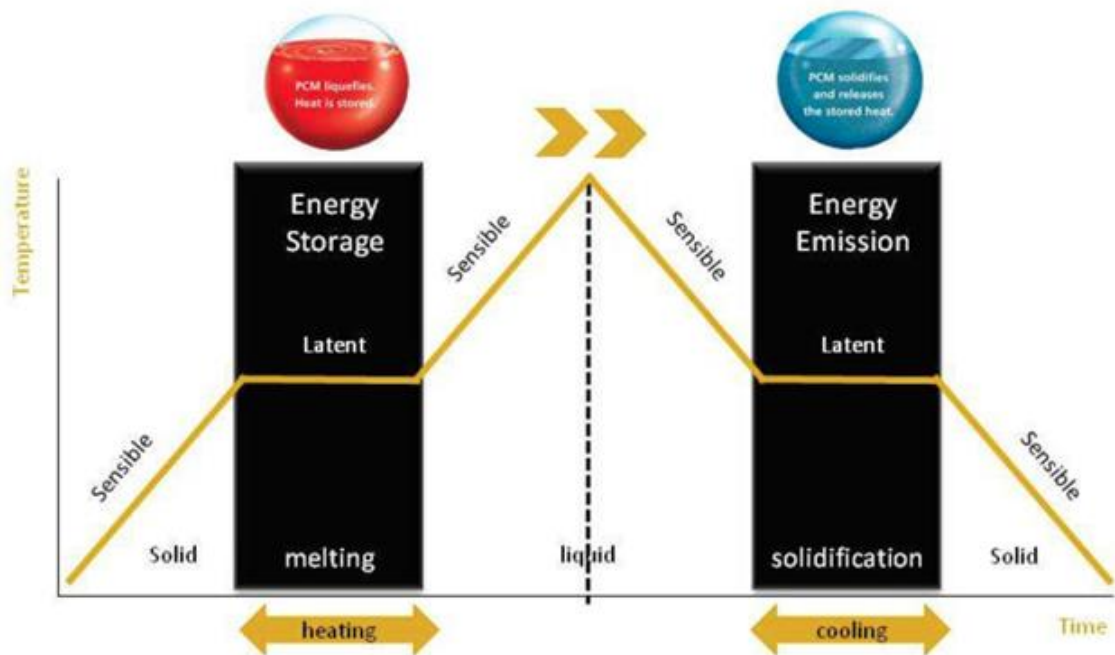 PCM liquefies.
Heat is stored.
PCM solidifies
and releases
the stored heat.
Temperature
Energy
Storage
Sensible
Sensible
Energy
Emission
Latent
Latent
Sensible
Sensible
Solid
melting
liquid
solidification
Solid
heating
cooling
Time